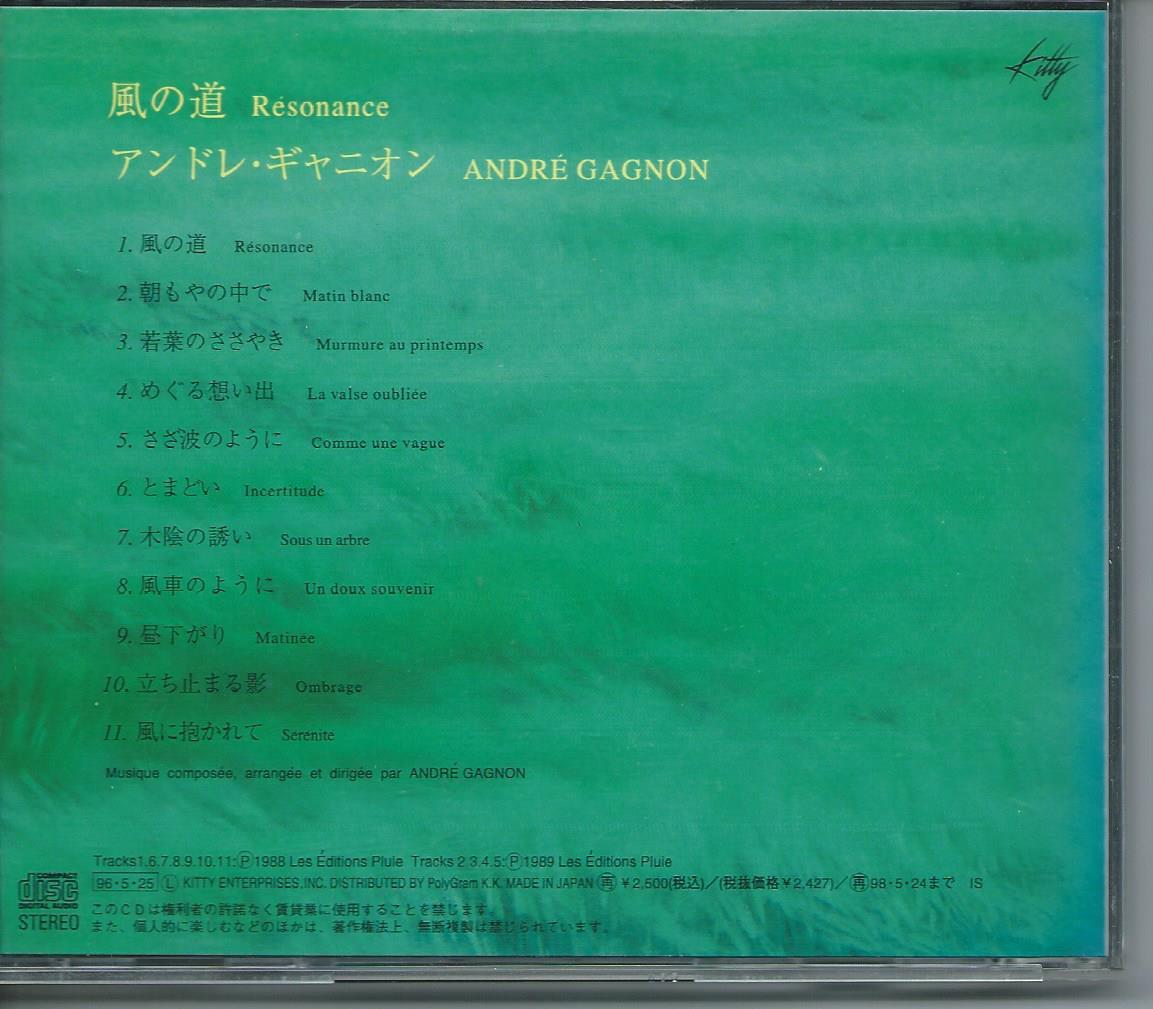 Kitty
風の道 Résonance
アンドレ・ギャニオン ANDRÉ GAGNON
1. 風の道 Résonance
2. 朝もやの中で Matin blanc
3. 若葉のささやき Murmure au printemps
4. めぐる想い出 La valse oubliée
5. さざ波のように Comme une vague
6. とまどい Incertitude
7. 木陰の誘い Sous un arbre
8. 風車のように Un doux souvenir
9. 昼下がり Matinée
10. 立ち止まる影 Ombrage
11. 風に抱かれて Sérénité
Musique composée, arrangée et dirigée par ANDRÉ GAGNON
Tracks1.6.7.8.9.10.11:Ⓟ1988 Les Éditions Pluie Tracks 2.3.4.5:Ⓟ1989 Les Éditions Pluie
96・5・25 Ⓛ KITTY ENTERPRISES,INC. DISTRIBUTED BY PolyGram K.K. MADE IN JAPAN 再 ¥2,500(税込)/(税抜価格¥2,427)/再98・5・24まで IS
COMPACT
disc
DIGITAL AUDIO
STEREO
このCDは権利者の許諾なく賃貸業に使用することを禁じます。
また、個人的に楽しむなどのほかは、著作権法上、無断複製は禁じられています。